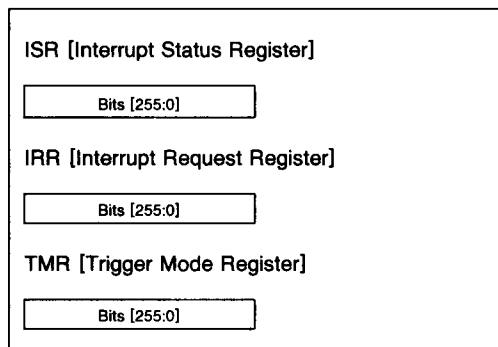 ISR [Interrupt Status Register]
Bits [255:0]
IRR [Interrupt Request Register]
Bits [255:0]
TMR [Trigger Mode Register]
Bits [255:0]